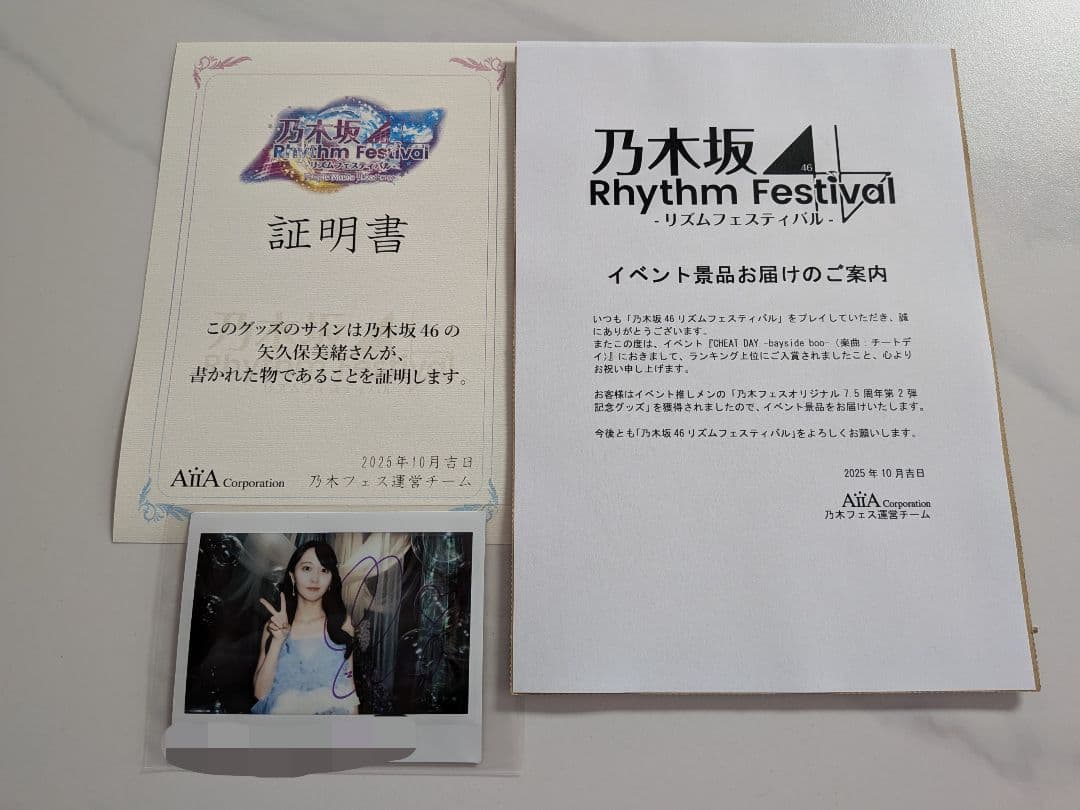 乃木坂46
Rhythm Festival
-リズムフェスティバル-
証明書
このグッズのサインは乃木坂46の
矢久保美緒さんが、
書かれた物であることを証明します。
2025年10月吉日
AiiA Corporation 乃木フェス運営チーム
乃木坂46
Rhythm Festival
-リズムフェスティバル-
イベント景品お届けのご案内
いつも「乃木坂46リズムフェスティバル」をプレイしていただき、誠
にありがとうございます。
またこの度は、イベント『CHEAT DAY -bayside boo-（楽曲：チートデ
イ）』におきまして、ランキング上位にご入賞されましたこと、心より
お祝い申し上げます。
お客様はイベント推しメンの「乃木フェスオリジナル7.5周年第2弾
記念グッズ」を獲得されましたので、イベント景品をお届けいたします。
今後とも「乃木坂46リズムフェスティバル」をよろしくお願いします。
2025年10月吉日
AiiA Corporation
乃木フェス運営チーム